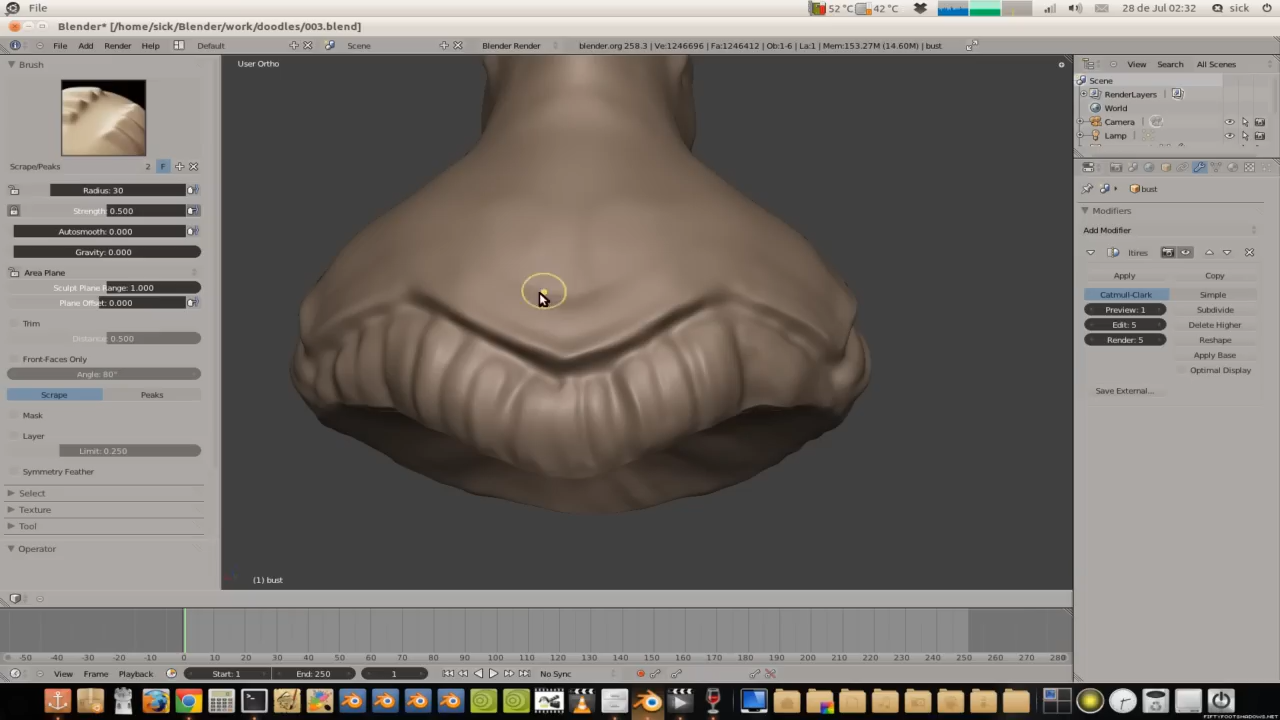 File
52 °C 42 °C 28 de Jul 02:32 sick
Blender* [/home/sick/Blender/work/doodles/003.blend]
File Add Render Help Default Scene Blender Render blender.org 258.3 | Ve:1246696 | Fa:1246412 | Ob:1-6 | La:1 | Mem:153.27M (14.60M) | bust
Brush
User Ortho
View Search All Scenes
Scene
RenderLayers
World
Camera
Lamp
Scrape/Peaks 2 F
Radius: 30
Strength: 0.500
Autosmooth: 0.000
Gravity: 0.000
Area Plane
Sculpt Plane Range: 1.000
Plane Offset: 0.000
Trim
Distance: 0.500
Front-Faces Only
Angle: 80°
Scrape Peaks
Mask
Layer
Limit: 0.250
Symmetry Feather
Select
Texture
Tool
Operator
bust
Modifiers
Add Modifier
ltires
Apply Copy
Catmull-Clark Simple
Preview: 1 Subdivide
Edit: 5 Delete Higher
Render: 5 Reshape
Apply Base
Optimal Display
Save External...
(1) bust
-50 -40 -30 -20 -10 0 10 20 30 40 50 60 70 80 90 100 110 120 130 140 150 160 170 180 190 200 210 220 230 240 250 260 270 280
View Frame Playback Start: 1 End: 250 1 No Sync
FIFTYFOOTSHADOWS.NET